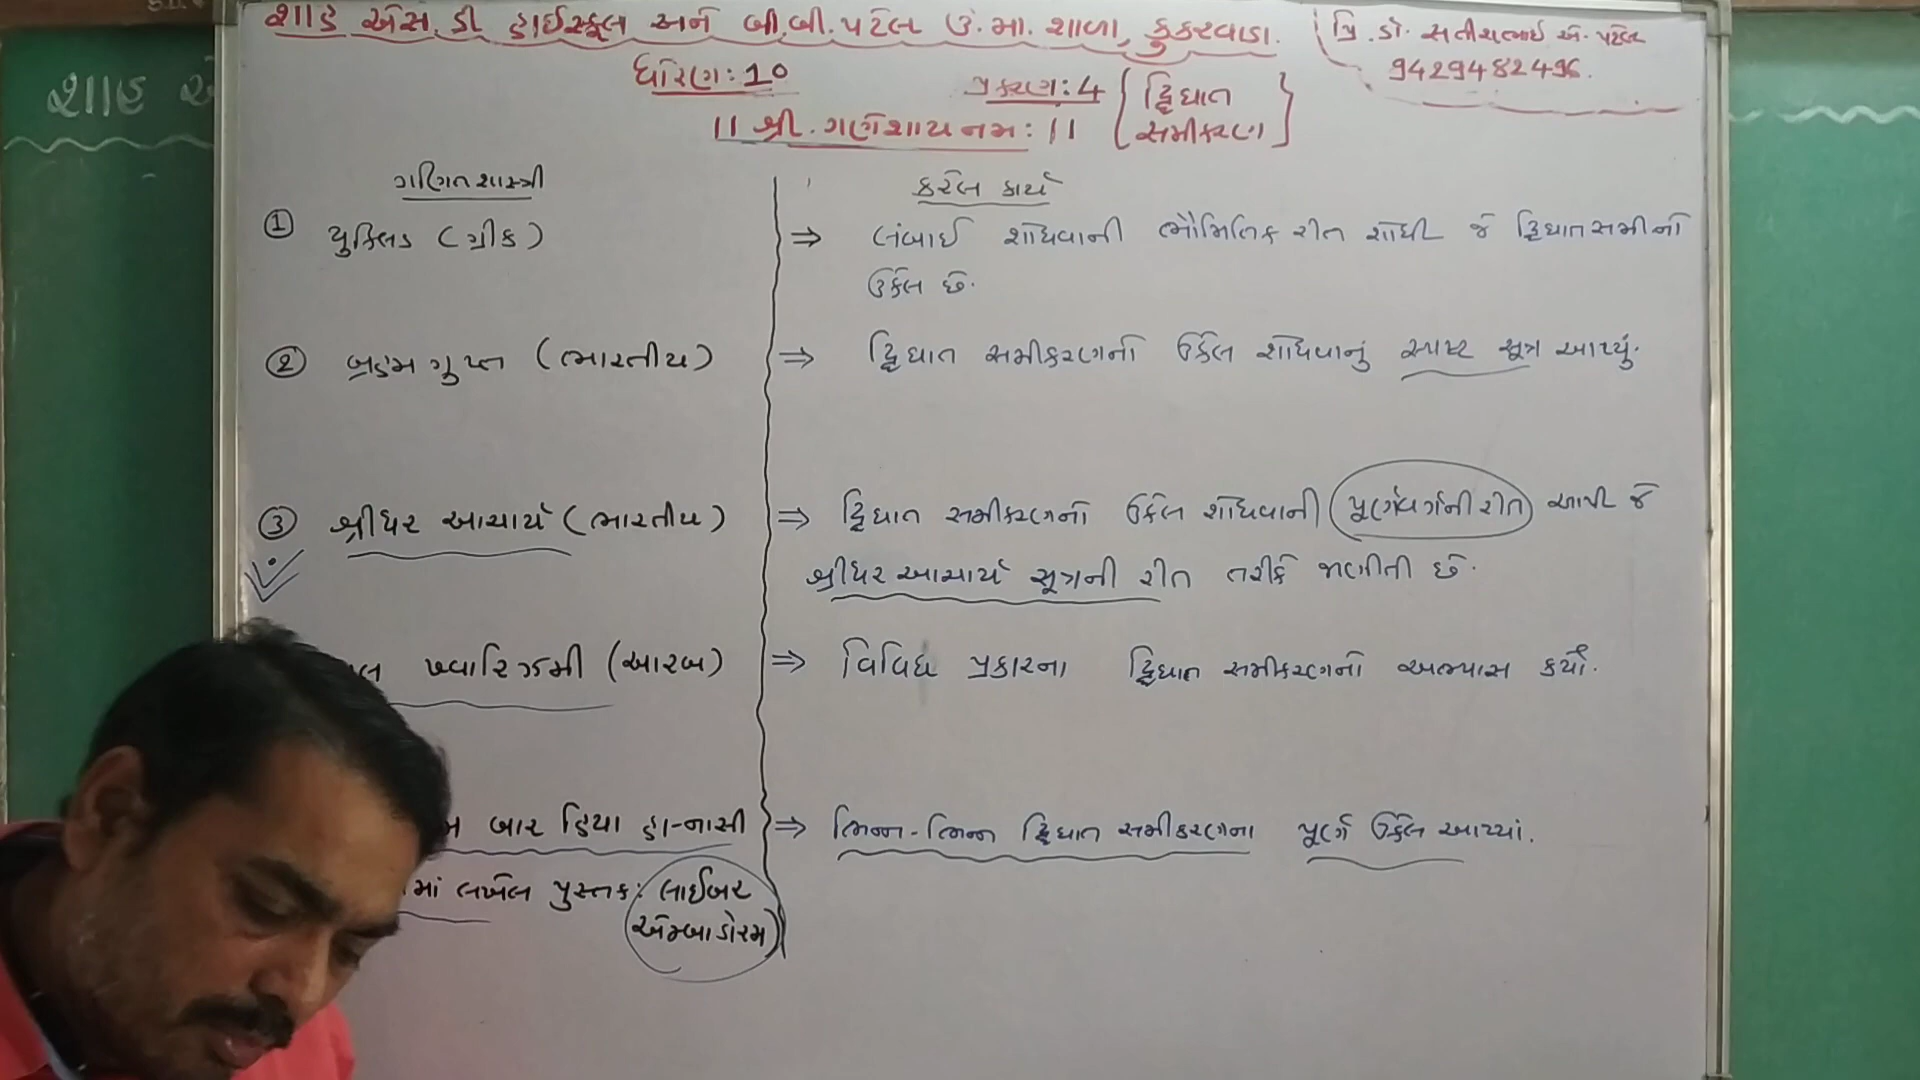 શાહ એસ.ડી હાઈસ્કૂલ અને બી.બી.પટેલ ઉ.મા. શાળા, કુકરવાડા.
પ્રિ. ડૉ. સતીશભાઈ એ. પટેલ
9429482496.
ધોરણ: 10
પ્રકરણ: 4 { દ્વિઘાત સમીકરણ }
|| શ્રી. ગણેશાય નમ: ||
શાહ
ગણિતશાસ્ત્રી
કરેલ કાર્ય
① યુક્લિડ (ગ્રીક) ⇒ લંબાઈ શોધવાની ભૌમિતિક રીત શોધી જે દ્વિઘાત સમીનો
ઉકેલ છે.
② બ્રહ્મગુપ્ત (ભારતીય) ⇒ દ્વિઘાત સમીકરણનો ઉકેલ શોધવાનું સ્પષ્ટ સૂત્ર આપ્યું.
③ શ્રીધર આચાર્ય (ભારતીય) ⇒ દ્વિઘાત સમીકરણનો ઉકેલ શોધવાની પૂર્ણવર્ગની રીત આપી જે
શ્રીધર આચાર્ય સૂત્રની રીત તરીકે જાણીતી છે.
લ ખ્વારિઝમી (આરબ) ⇒ વિવિધ પ્રકારના દ્વિઘાત સમીકરણનો અભ્યાસ કર્યો.
મ બાર હિયા હા-નાસી ⇒ ભિન્ન-ભિન્ન દ્વિઘાત સમીકરણના પૂર્ણ ઉકેલ આપ્યાં.
માં લખેલ પુસ્તક: લાઈબર
એમ્બાડોરમ)